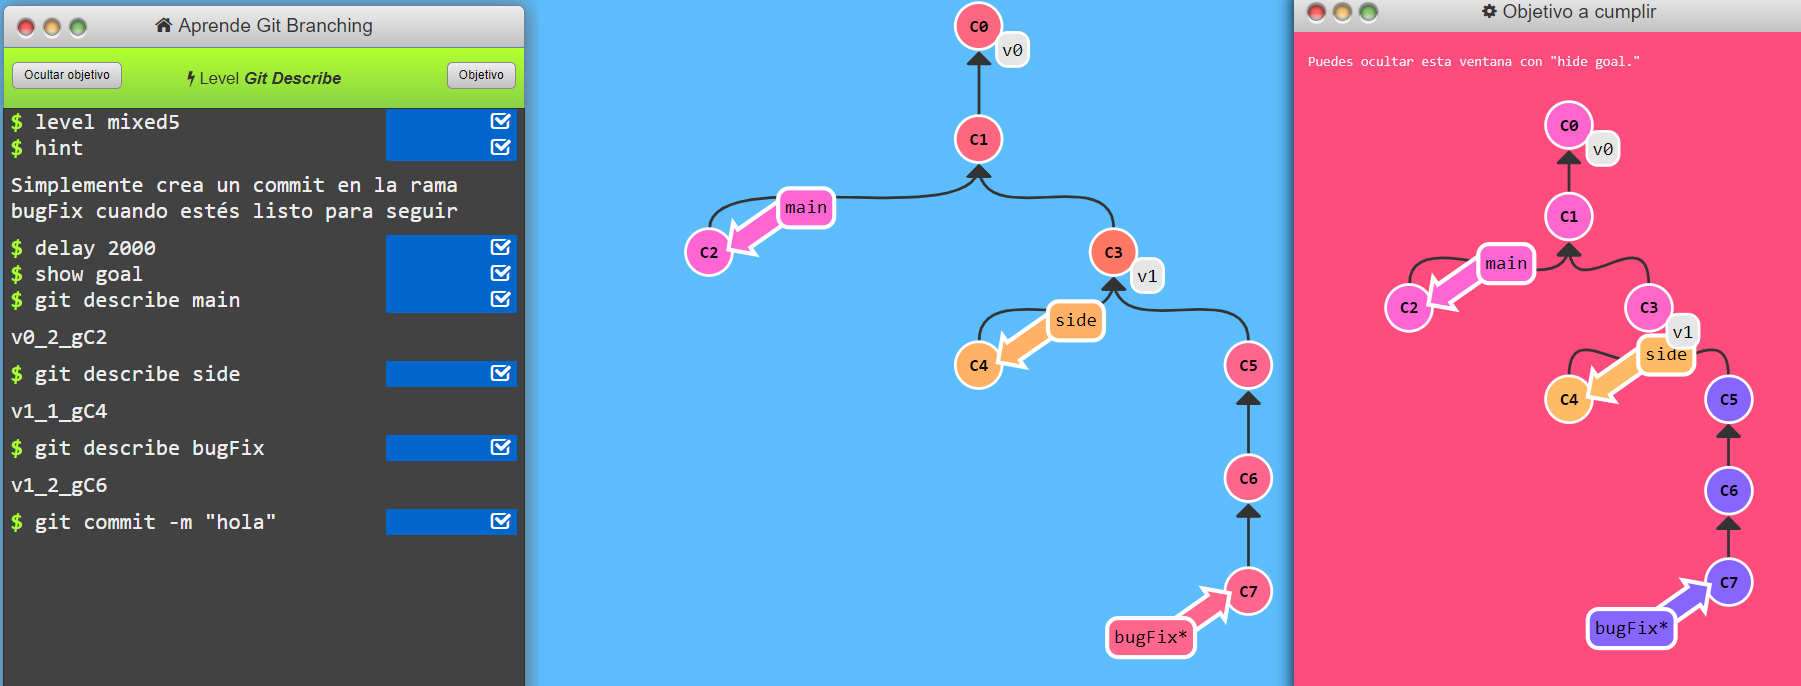 Aprende Git Branching
Ocultar objetivo
Level Git Describe
Objetivo
$ level mixed5
$ hint
Simplemente crea un commit en la rama
bugFix cuando estés listo para seguir
$ delay 2000
$ show goal
$ git describe main
v0_2_gC2
$ git describe side
v1_1_gC4
$ git describe bugFix
v1_2_gC6
$ git commit -m "hola"
C0
v0
C1
main
C2
C3
v1
side
C4
C5
C6
C7
bugFix*
Objetivo a cumplir
Puedes ocultar esta ventana con "hide goal."
C0
v0
C1
main
C2
C3
v1
side
C4
C5
C6
C7
bugFix*